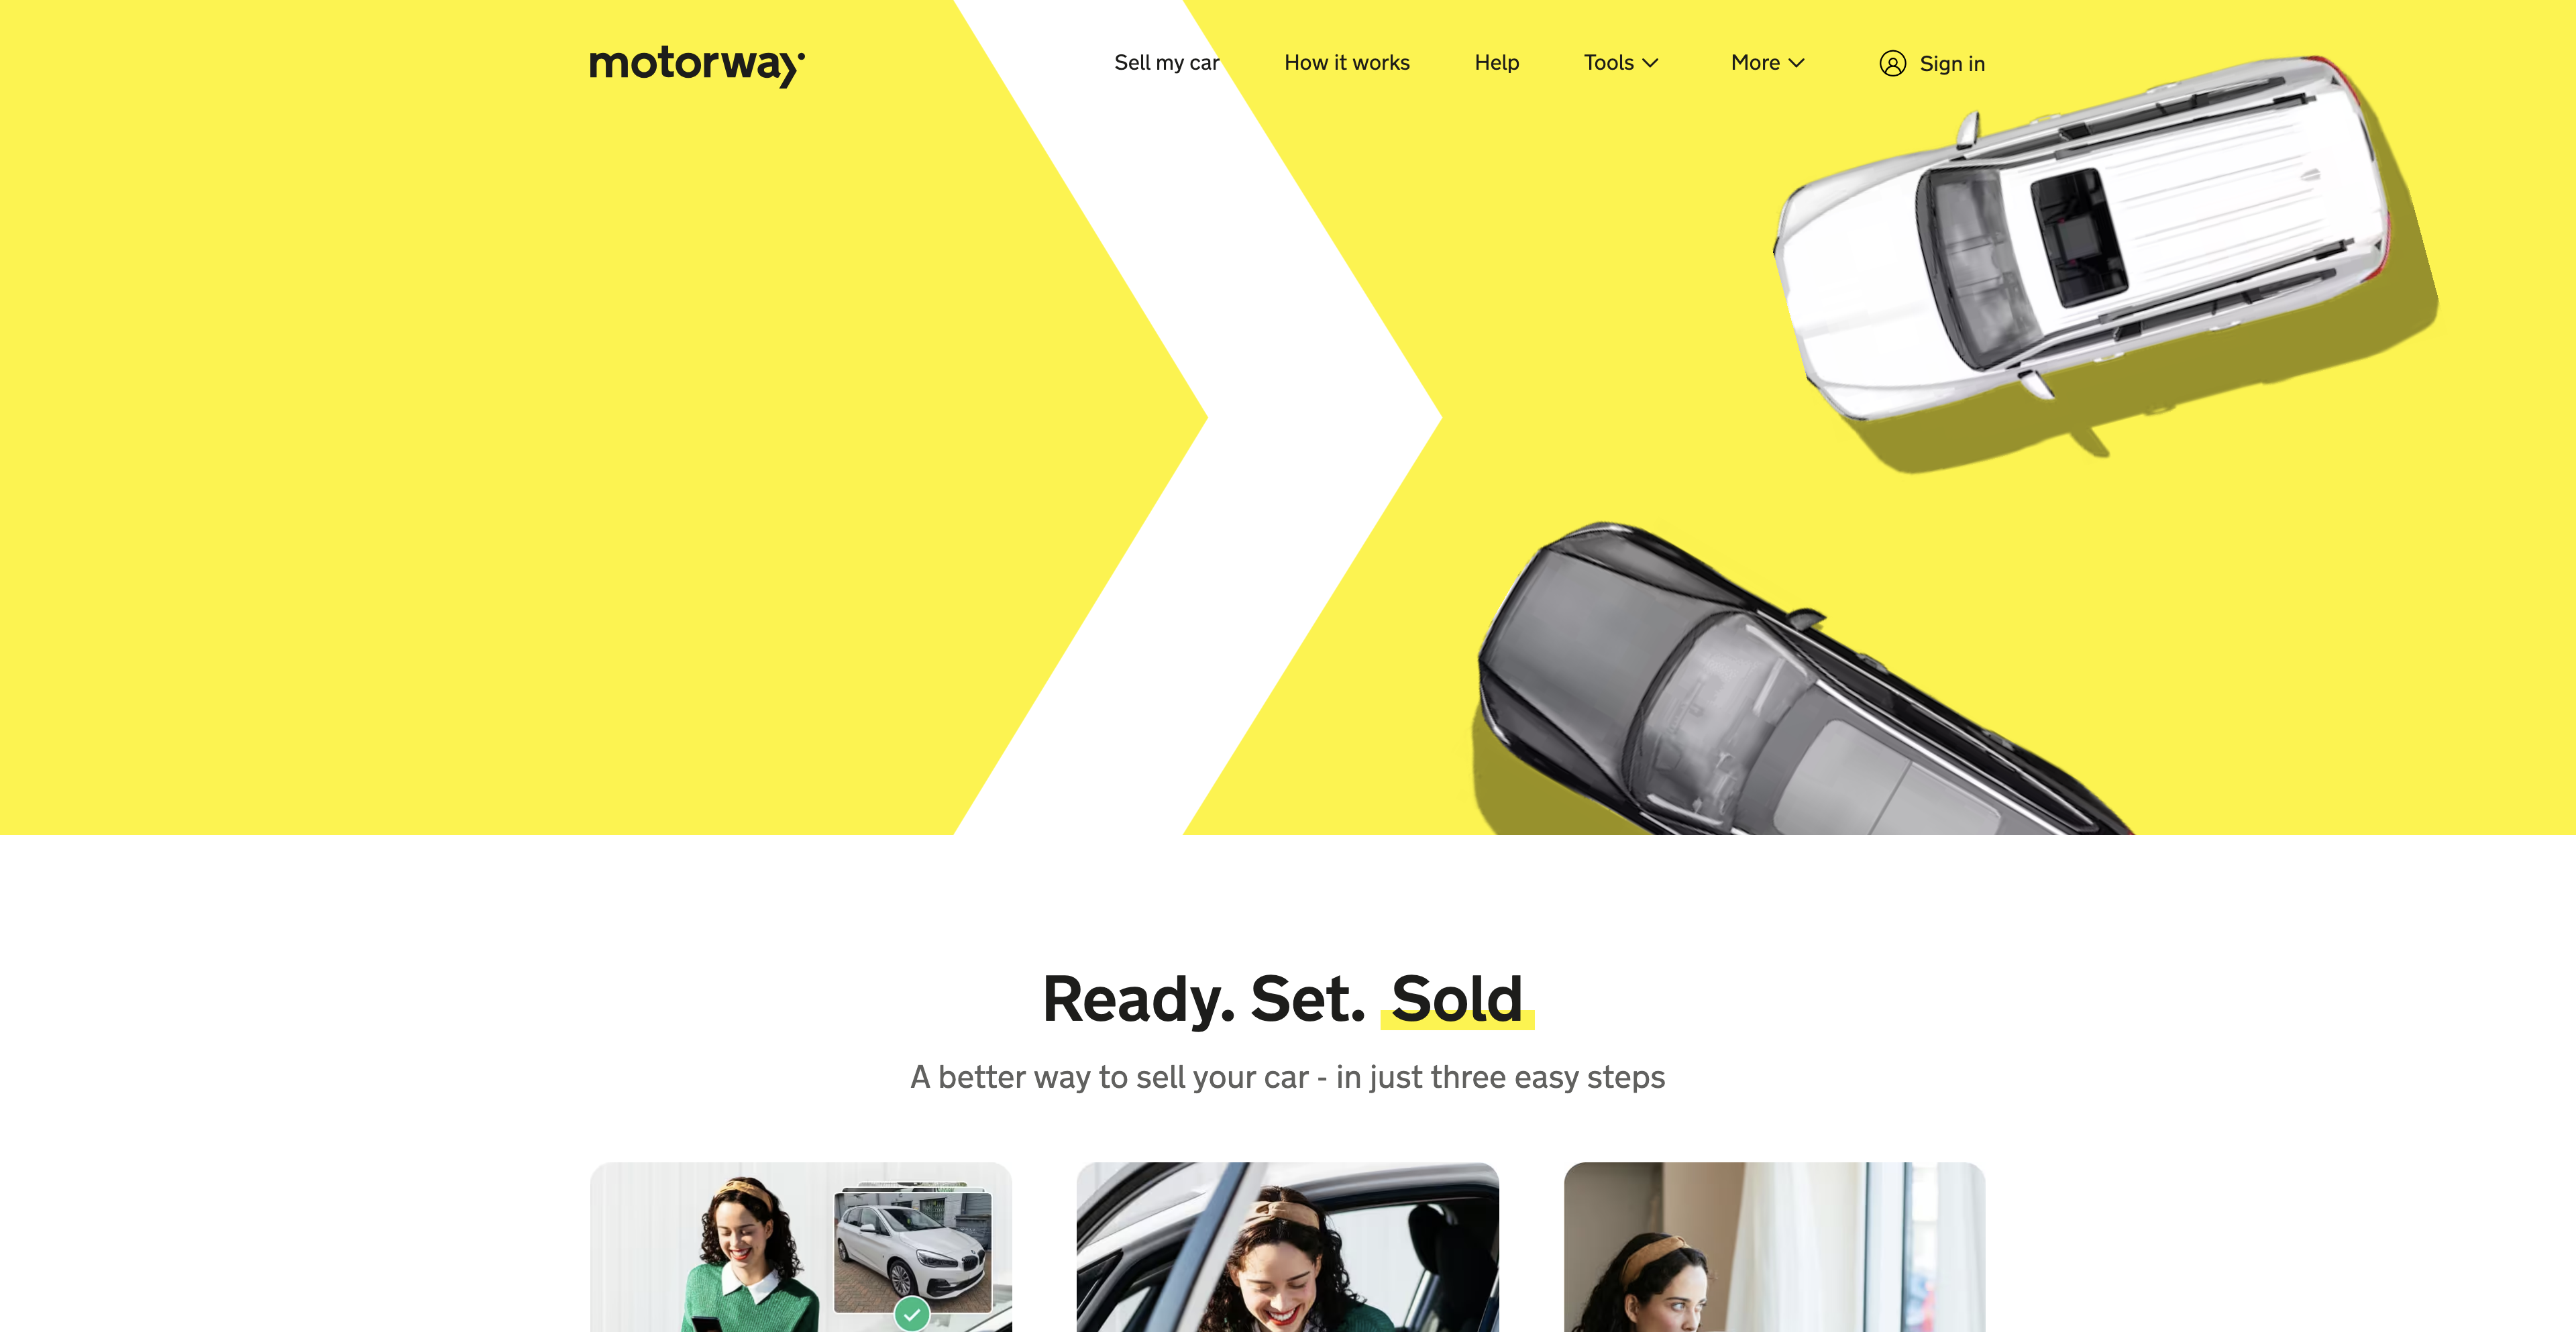 motorway
Sell my car
How it works
Help
Tools
More
Sign in
Ready. Set. Sold
A better way to sell your car - in just three easy steps